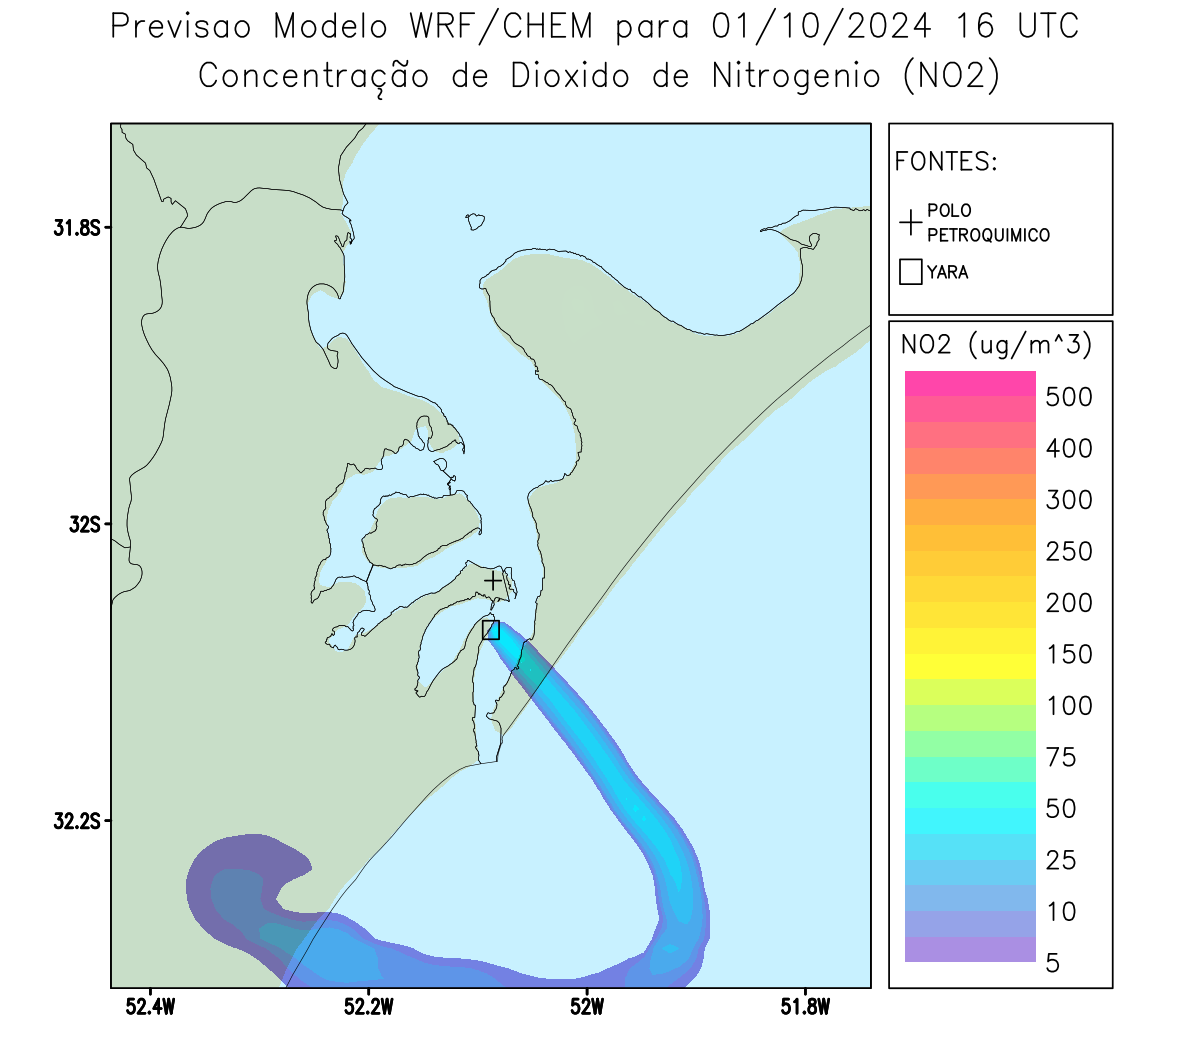 Previsao Modelo WRF/CHEM para 01/10/2024 16 UTC
Concentração de Dioxido de Nitrogenio (NO2)
FONTES:
POLO
PETROQUIMICO
YARA
NO2 (ug/m^3)
500
400
300
250
200
150
100
75
50
25
10
5
31.8S
32S
32.2S
52.4W
52.2W
52W
51.8W